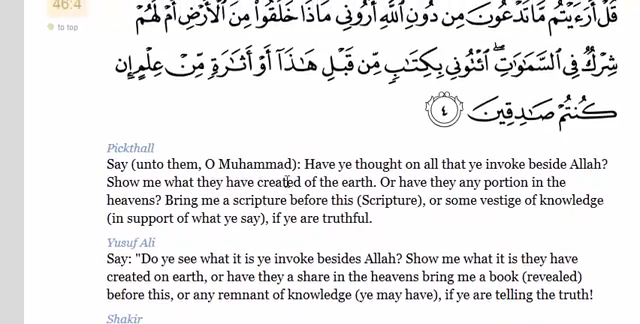 46:4
to top
قُلْ أَرَءَيْتُم مَّا تَدْعُونَ مِن دُونِ ٱللَّهِ أَرُونِى مَاذَا خَلَقُوا۟ مِنَ ٱلْأَرْضِ أَمْ لَهُمْ
شِرْكٌ فِى ٱلسَّمَٰوَٰتِ ۖ ٱئْتُونِى بِكِتَٰبٍ مِّن قَبْلِ هَٰذَآ أَوْ أَثَٰرَةٍ مِّنْ عِلْمٍ إِن
كُنتُمْ صَٰدِقِينَ ٤
Pickthall
Say (unto them, O Muhammad): Have ye thought on all that ye invoke beside Allah?
Show me what they have created of the earth. Or have they any portion in the
heavens? Bring me a scripture before this (Scripture), or some vestige of knowledge
(in support of what ye say), if ye are truthful.
Yusuf Ali
Say: "Do ye see what it is ye invoke besides Allah? Show me what it is they have
created on earth, or have they a share in the heavens bring me a book (revealed)
before this, or any remnant of knowledge (ye may have), if ye are telling the truth!
Shakir